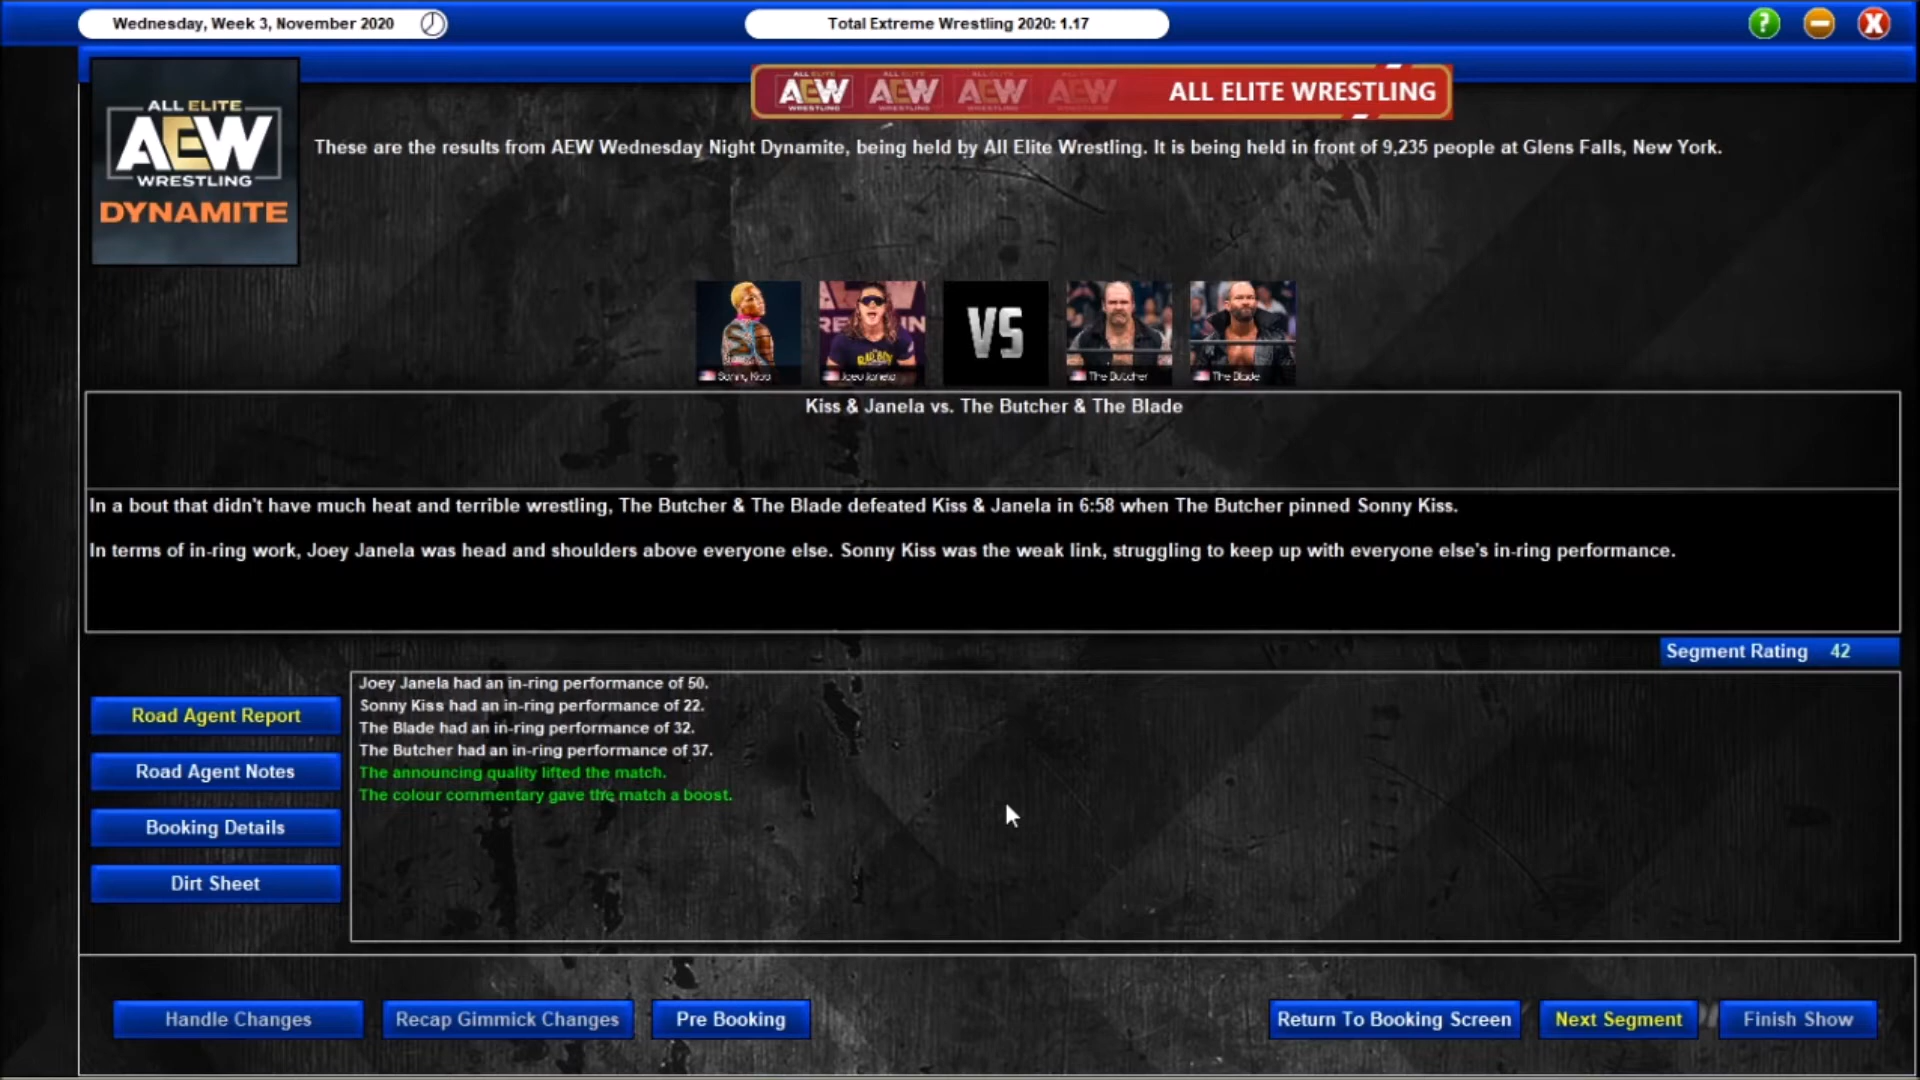 Wednesday, Week 3, November 2020
Total Extreme Wrestling 2020: 1.17
?
X
ALL ELITE
AEW
WRESTLING
DYNAMITE
ALL ELITE AEW WRESTLING
AEW
AEW
AEW
ALL ELITE WRESTLING
These are the results from AEW Wednesday Night Dynamite, being held by All Elite Wrestling. It is being held in front of 9,235 people at Glens Falls, New York.
Sonny Kiss
Joey Janela
VS
The Butcher
The Blade
Kiss & Janela vs. The Butcher & The Blade
In a bout that didn't have much heat and terrible wrestling, The Butcher & The Blade defeated Kiss & Janela in 6:58 when The Butcher pinned Sonny Kiss.
In terms of in-ring work, Joey Janela was head and shoulders above everyone else. Sonny Kiss was the weak link, struggling to keep up with everyone else's in-ring performance.
Segment Rating 42
Road Agent Report
Road Agent Notes
Booking Details
Dirt Sheet
Joey Janela had an in-ring performance of 50.
Sonny Kiss had an in-ring performance of 22.
The Blade had an in-ring performance of 32.
The Butcher had an in-ring performance of 37.
The announcing quality lifted the match.
The colour commentary gave the match a boost.
Handle Changes
Recap Gimmick Changes
Pre Booking
Return To Booking Screen
Next Segment
Finish Show